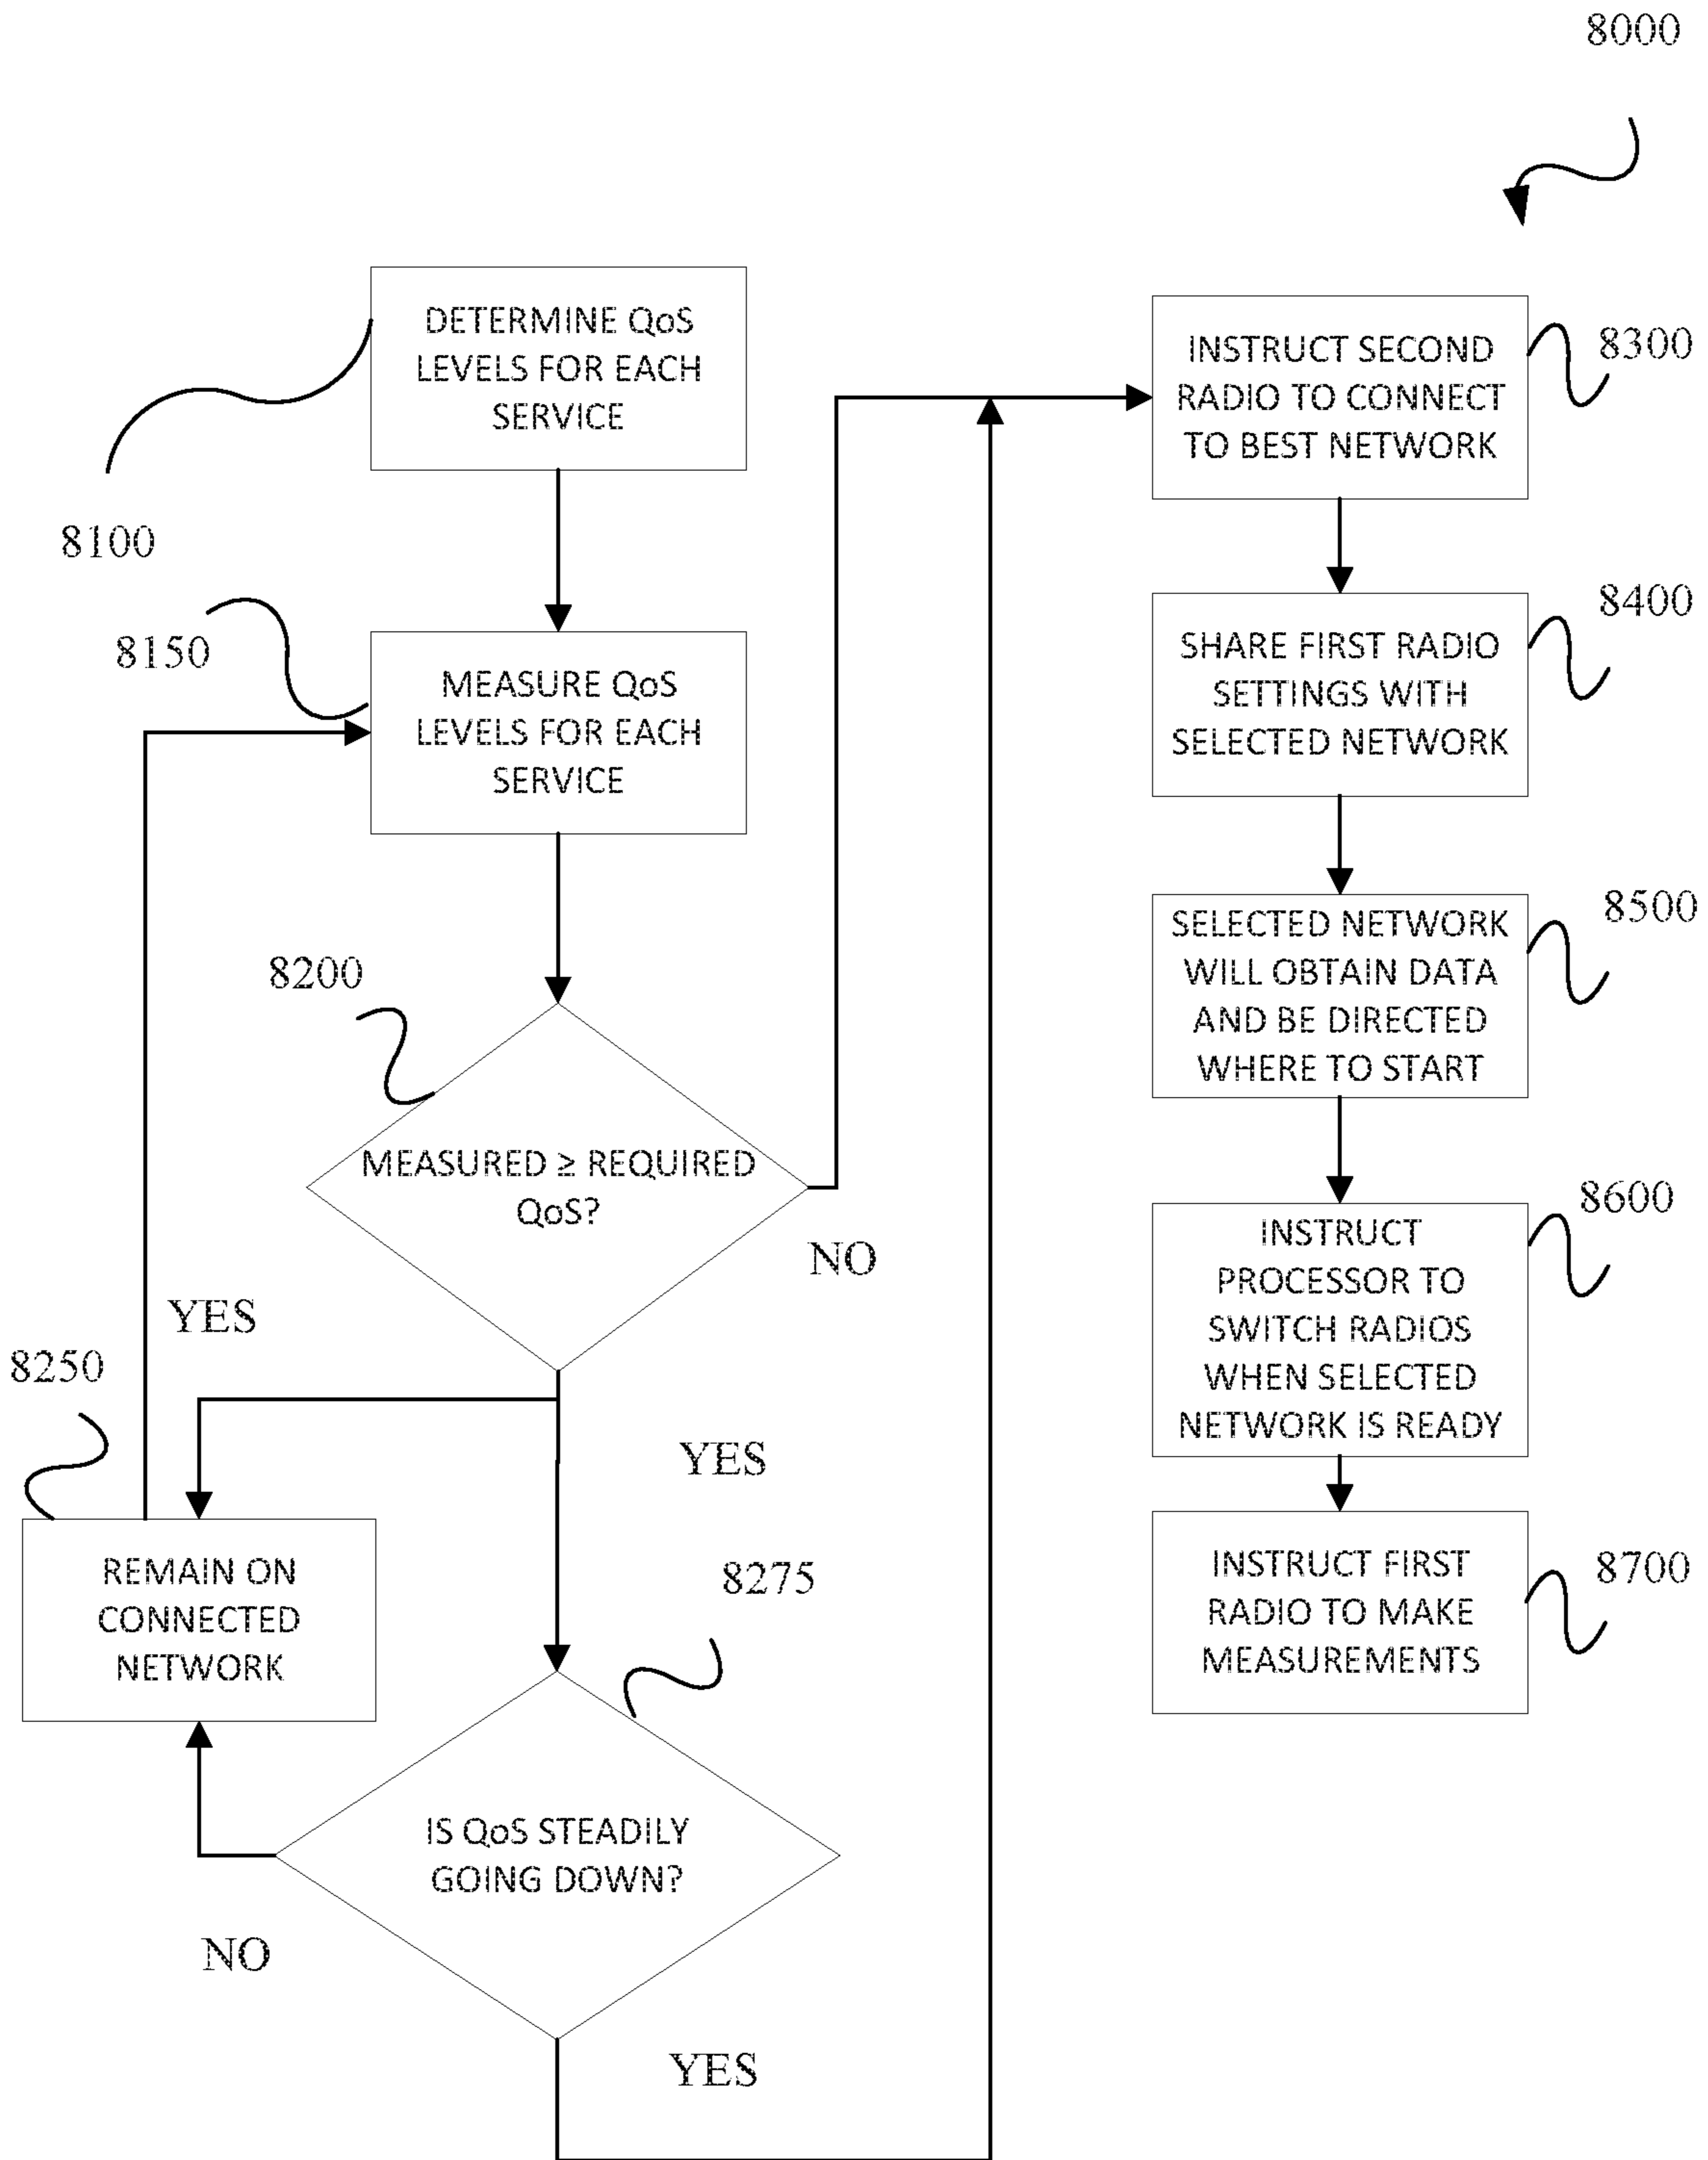 8000
DETERMINE QoS
LEVELS FOR EACH
SERVICE
8100
8150
MEASURE QoS
LEVELS FOR EACH
SERVICE
8200
MEASURED ≥ REQUIRED
QoS?
NO
YES
8250
YES
REMAIN ON
CONNECTED
NETWORK
8275
IS QoS STEADILY
GOING DOWN?
NO
YES
INSTRUCT SECOND
RADIO TO CONNECT
TO BEST NETWORK
8300
SHARE FIRST RADIO
SETTINGS WITH
SELECTED NETWORK
8400
SELECTED NETWORK
WILL OBTAIN DATA
AND BE DIRECTED
WHERE TO START
8500
INSTRUCT
PROCESSOR TO
SWITCH RADIOS
WHEN SELECTED
NETWORK IS READY
8600
INSTRUCT FIRST
RADIO TO MAKE
MEASUREMENTS
8700